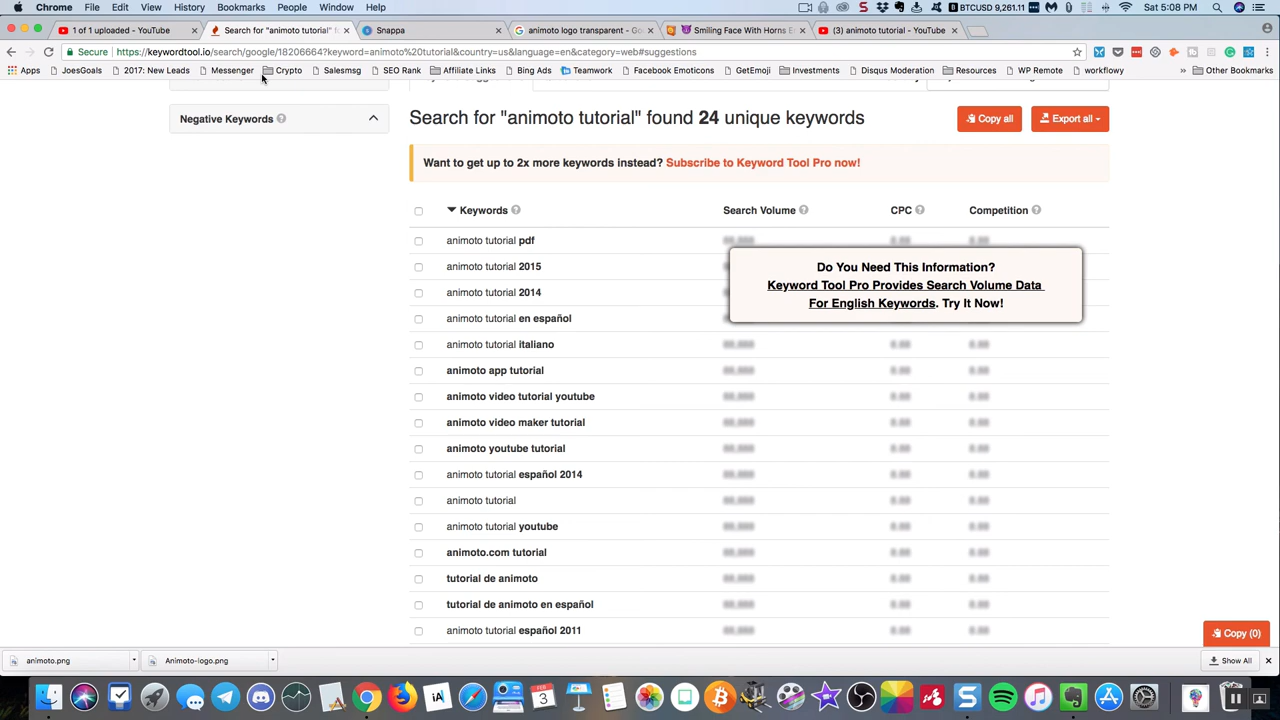 Chrome File Edit View History Bookmarks People Window Help BTCUSD 9,261.11 Sat 5:08 PM
1 of 1 uploaded - YouTube Search for "animoto tutorial" f Snappa animoto logo transparent - Go Smiling Face With Horns E (3) animoto tutorial - YouTube
Secure https://keywordtool.io/search/google/18206664?keyword=animoto%20tutorial&country=us&language=en&category=web#suggestions
Apps JoesGoals 2017: New Leads Messenger Crypto Salesmsg SEO Rank Affiliate Links Bing Ads Teamwork Facebook Emoticons GetEmoji Investments Disqus Moderation Resources WP Remote workflowy » Other Bookmarks
Negative Keywords
Search for "animoto tutorial" found 24 unique keywords
Copy all Export all
Want to get up to 2x more keywords instead? Subscribe to Keyword Tool Pro now!
Keywords Search Volume CPC Competition
animoto tutorial pdf
animoto tutorial 2015
animoto tutorial 2014
animoto tutorial en español
Do You Need This Information?
Keyword Tool Pro Provides Search Volume Data
For English Keywords. Try It Now!
animoto tutorial italiano
animoto app tutorial
animoto video tutorial youtube
animoto video maker tutorial
animoto youtube tutorial
animoto tutorial español 2014
animoto tutorial
animoto tutorial youtube
animoto.com tutorial
tutorial de animoto
tutorial de animoto en español
animoto tutorial español 2011
Copy (0)
animoto.png Animoto-logo.png Show All
FEB
3
iA